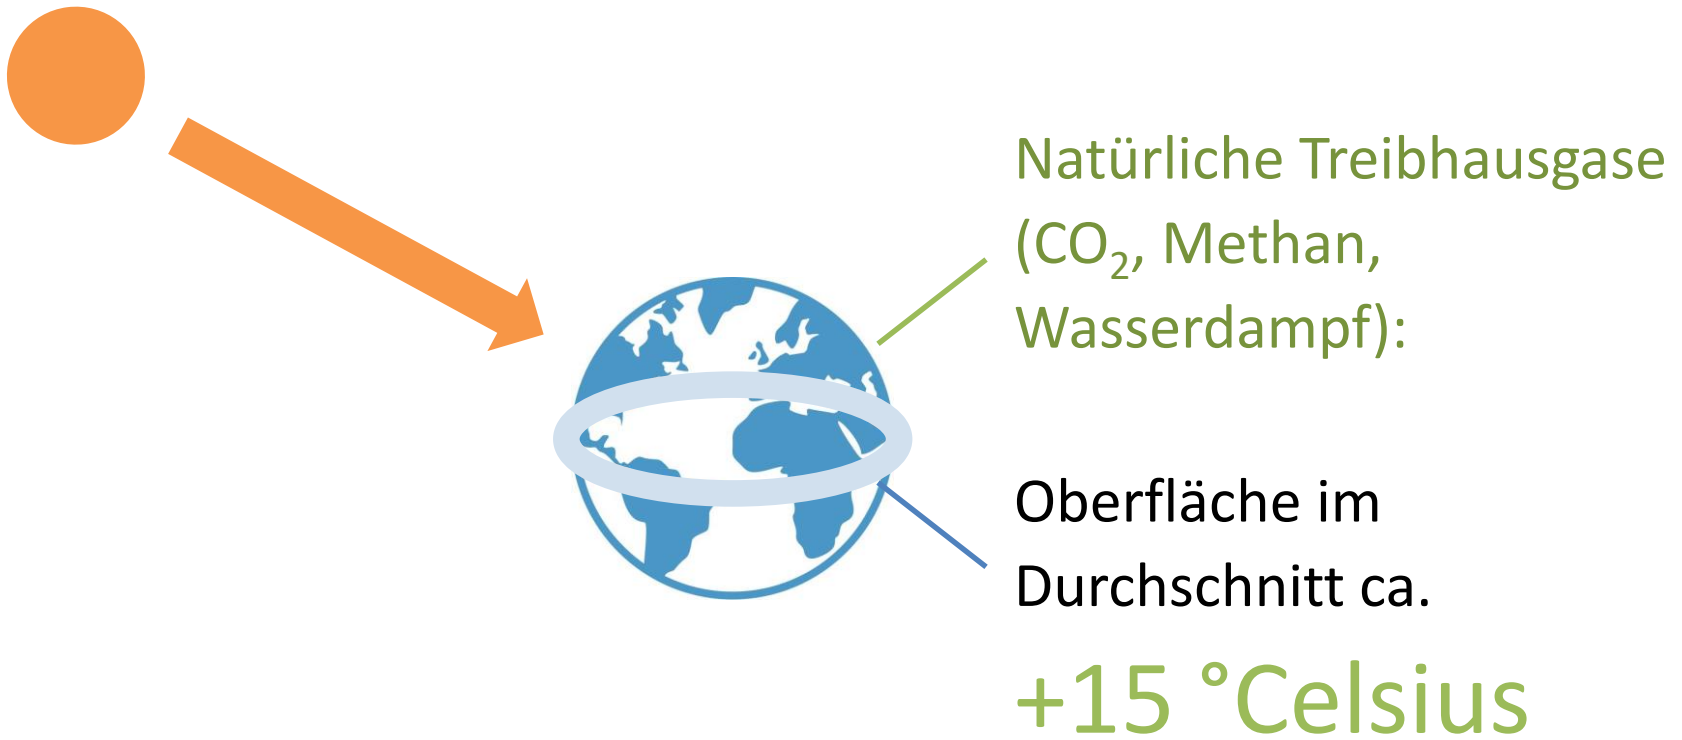 Natürliche Treibhausgase
(CO₂, Methan,
Wasserdampf):
Oberfläche im
Durchschnitt ca.
+15 °Celsius